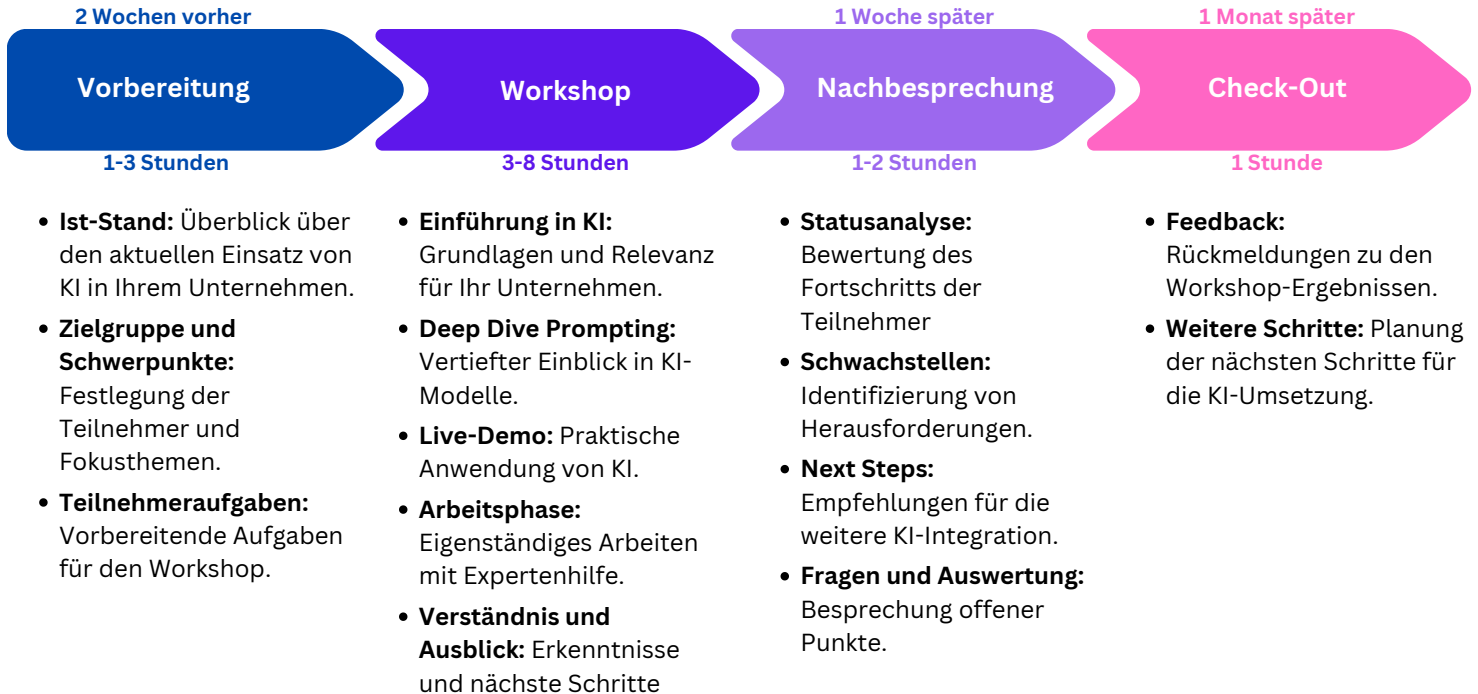 2 Wochen vorher
Vorbereitung
1-3 Stunden
• Ist-Stand: Überblick über
den aktuellen Einsatz von
KI in Ihrem Unternehmen.
• Zielgruppe und
Schwerpunkte:
Festlegung der
Teilnehmer und
Fokusthemen.
• Teilnehmeraufgaben:
Vorbereitende Aufgaben
für den Workshop.
Workshop
3-8 Stunden
• Einführung in KI:
Grundlagen und Relevanz
für Ihr Unternehmen.
• Deep Dive Prompting:
Vertiefter Einblick in KI-
Modelle.
• Live-Demo: Praktische
Anwendung von KI.
• Arbeitsphase:
Eigenständiges Arbeiten
mit Expertenhilfe.
• Verständnis und
Ausblick: Erkenntnisse
und nächste Schritte
1 Woche später
Nachbesprechung
1-2 Stunden
• Statusanalyse:
Bewertung des
Fortschritts der
Teilnehmer
• Schwachstellen:
Identifizierung von
Herausforderungen.
• Next Steps:
Empfehlungen für die
weitere KI-Integration.
• Fragen und Auswertung:
Besprechung offener
Punkte.
1 Monat später
Check-Out
1 Stunde
• Feedback:
Rückmeldungen zu den
Workshop-Ergebnissen.
• Weitere Schritte: Planung
der nächsten Schritte für
die KI-Umsetzung.